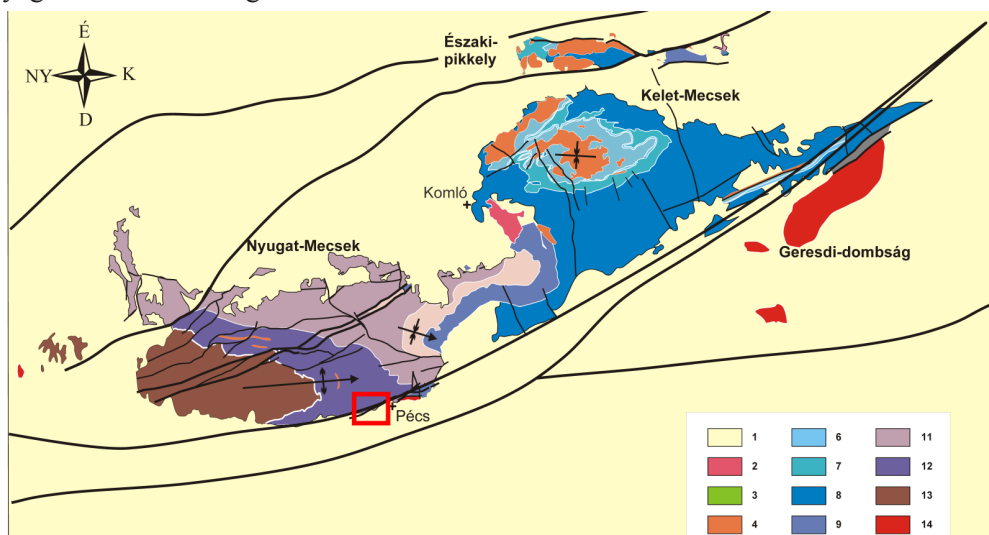 É
NY
K
D
Északi-
pikkely
Kelet-Mecsek
Komló
Nyugat-Mecsek
Geresdi-dombság
Pécs
1 6 11
2 7 12
3 8 13
4 9 14